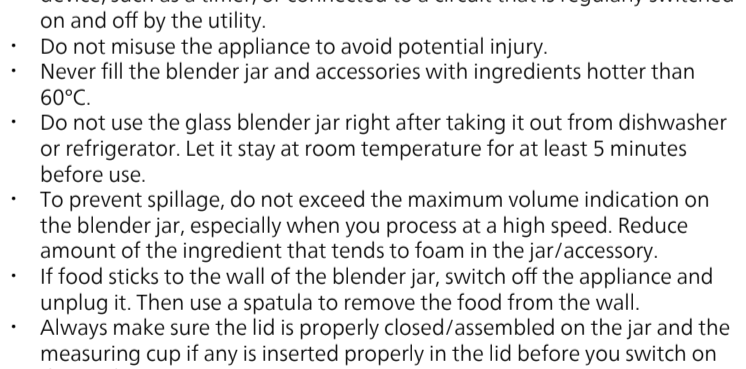 on and off by the utility.
• Do not misuse the appliance to avoid potential injury.
• Never fill the blender jar and accessories with ingredients hotter than
60°C.
• Do not use the glass blender jar right after taking it out from dishwasher
or refrigerator. Let it stay at room temperature for at least 5 minutes
before use.
• To prevent spillage, do not exceed the maximum volume indication on
the blender jar, especially when you process at a high speed. Reduce
amount of the ingredient that tends to foam in the jar/accessory.
• If food sticks to the wall of the blender jar, switch off the appliance and
unplug it. Then use a spatula to remove the food from the wall.
• Always make sure the lid is properly closed/assembled on the jar and the
measuring cup if any is inserted properly in the lid before you switch on